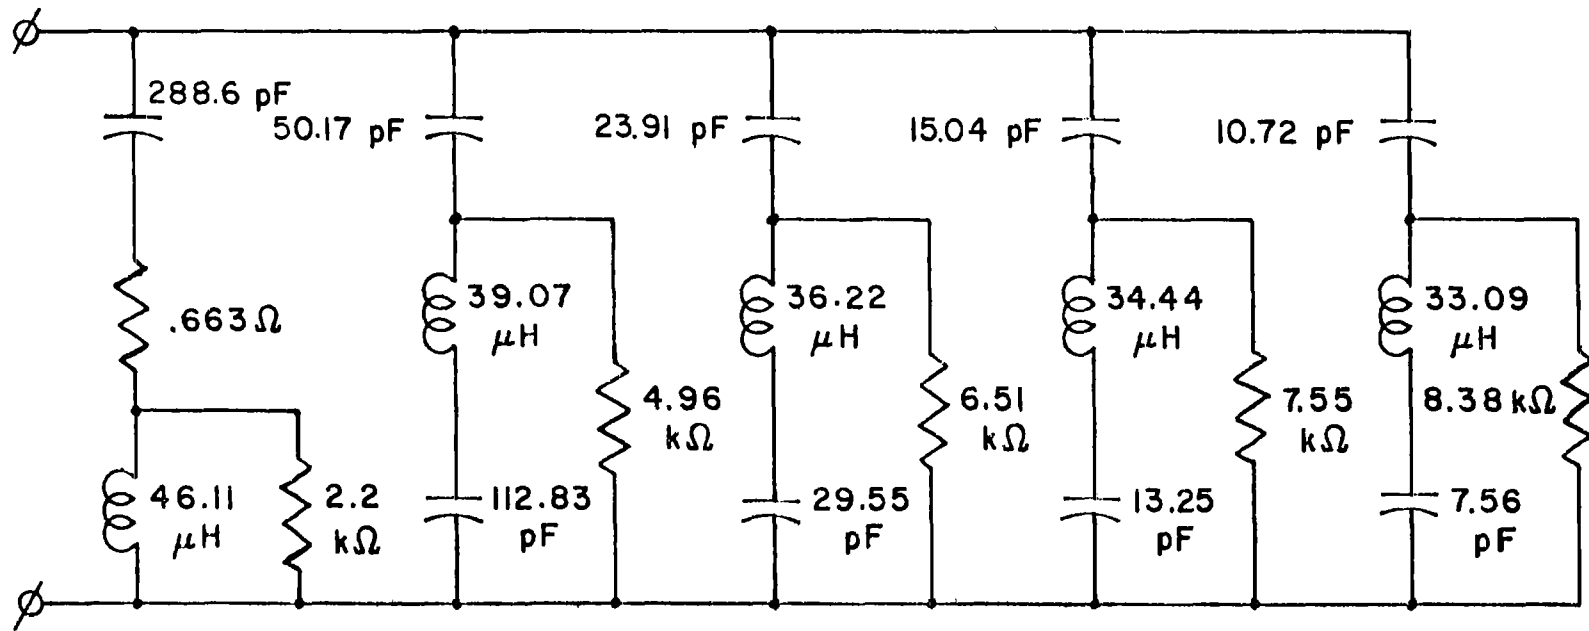 288.6 pF
50.17 pF
23.91 pF
15.04 pF
10.72 pF
.663Ω
39.07
μH
36.22
μH
34.44
μH
33.09
μH
4.96
kΩ
6.51
kΩ
7.55
kΩ
8.38 kΩ
46.11
μH
2.2
kΩ
112.83
pF
29.55
pF
13.25
pF
7.56
pF